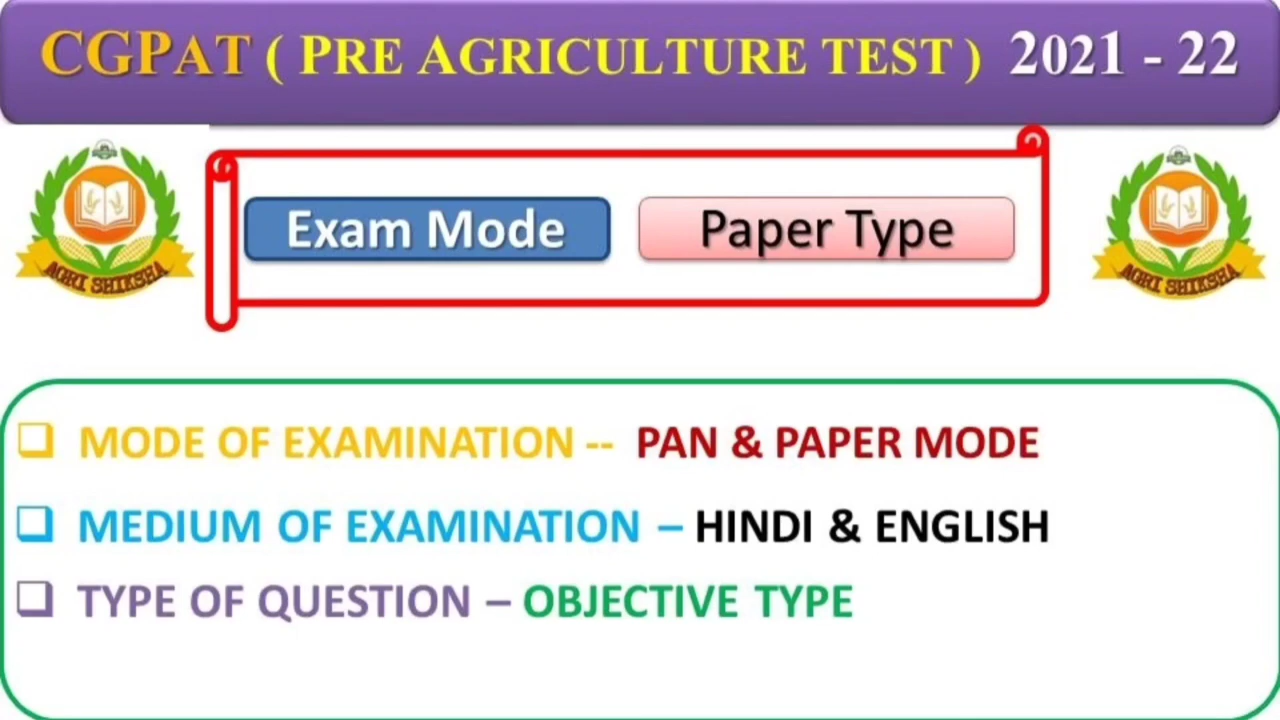 CGPAT ( PRE AGRICULTURE TEST ) 2021 - 22
Exam Mode
Paper Type
AGRI SHIKSHA
AGRI SHIKSHA
MODE OF EXAMINATION -- PAN & PAPER MODE
MEDIUM OF EXAMINATION – HINDI & ENGLISH
TYPE OF QUESTION – OBJECTIVE TYPE